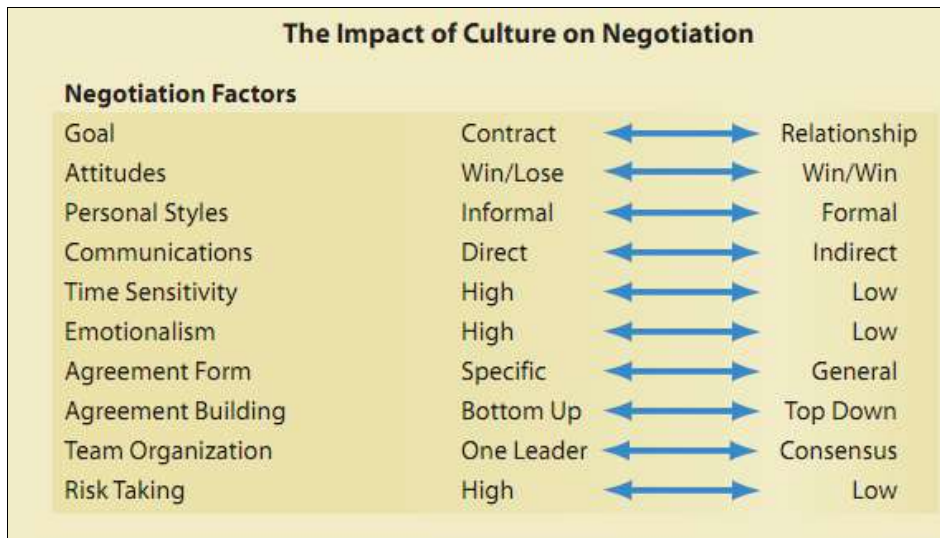 The Impact of Culture on Negotiation
Negotiation Factors
Goal Contract Relationship
Attitudes Win/Lose Win/Win
Personal Styles Informal Formal
Communications Direct Indirect
Time Sensitivity High Low
Emotionalism High Low
Agreement Form Specific General
Agreement Building Bottom Up Top Down
Team Organization One Leader Consensus
Risk Taking High Low